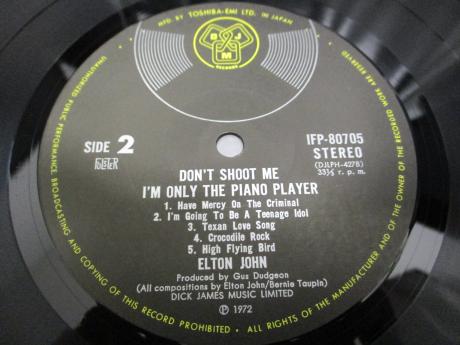 MFD. BY TOSHIBA-EMI LTD. IN JAPAN
DJM
RECORDS
SIDE 2
IFP-80705
STEREO
(DJLPH-427B)
33⅓ r. p. m.
DON'T SHOOT ME
I'M ONLY THE PIANO PLAYER
1. Have Mercy On The Criminal
2. I'm Going To Be A Teenage Idol
3. Texan Love Song
4. Crocodile Rock
5. High Flying Bird
ELTON JOHN
Produced by Gus Dudgeon
(All compositions by Elton John/Bernie Taupin)
DICK JAMES MUSIC LIMITED
Ⓟ 1972
UNAUTHORIZED PUBLIC PERFORMANCE, BROADCASTING AND COPYING OF THIS RECORD PROHIBITED • ALL RIGHTS OF THE MANUFACTURER AND OF THE OWNER OF THE RECORDED WORK ARE RESERVED